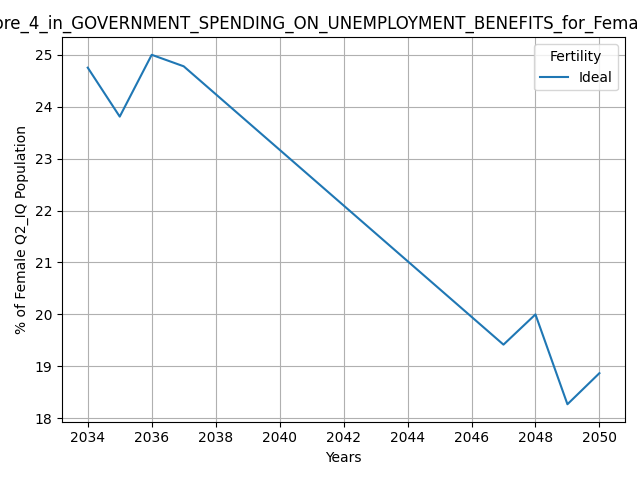 ore_4_in_GOVERNMENT_SPENDING_ON_UNEMPLOYMENT_BENEFITS_for_Fema
Fertility
Ideal
25
24
23
22
21
20
19
18
% of Female Q2_IQ Population
2034 2036 2038 2040 2042 2044 2046 2048 2050
Years